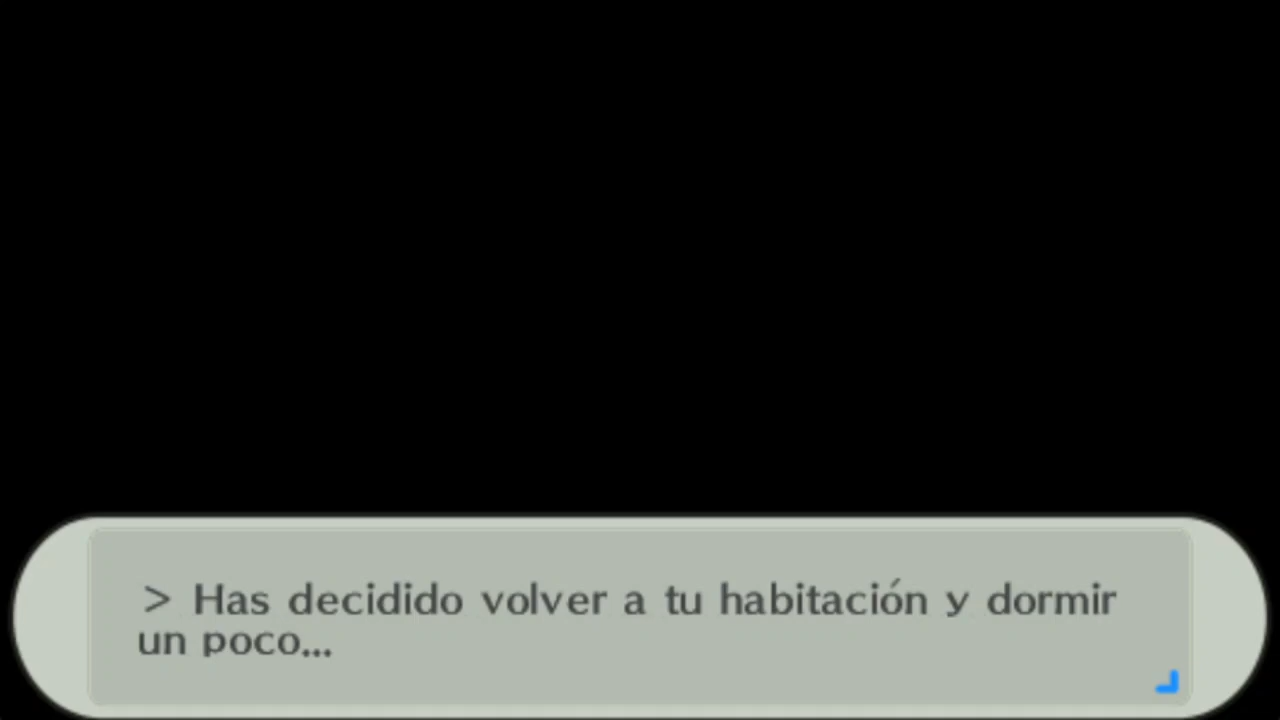 > Has decidido volver a tu habitación y dormir
un poco...